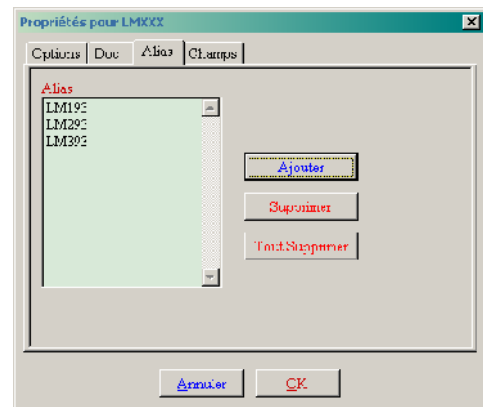 Propriétés pour LMXXX
Options Doc Alias Champs
Alias
LM193
LM293
LM393
Ajouter
Supprimer
Tout Supprimer
Annuler OK